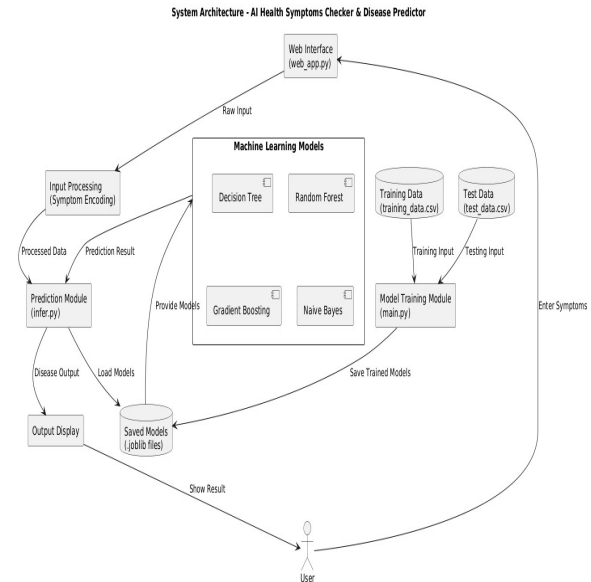 System Architecture - AI Health Symptoms Checker & Disease Predictor
Web Interface
(web_app.py)
Raw Input
Machine Learning Models
Decision Tree
Random Forest
Training Data
(training_data.csv)
Test Data
(test_data.csv)
Input Processing
(Symptom Encoding)
Processed Data
Prediction Result
Training Input
Testing Input
Prediction Module
(infer.py)
Provide Models
Gradient Boosting
Naive Bayes
Model Training Module
(main.py)
Enter Symptoms
Disease Output
Load Models
Save Trained Models
Output Display
Saved Models
(.joblib files)
Show Result
User